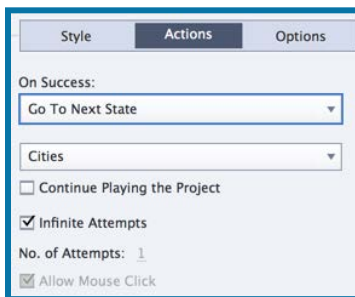 Style Actions Options
On Success:
Go To Next State
Cities
Continue Playing the Project
Infinite Attempts
No. of Attempts: 1
Allow Mouse Click